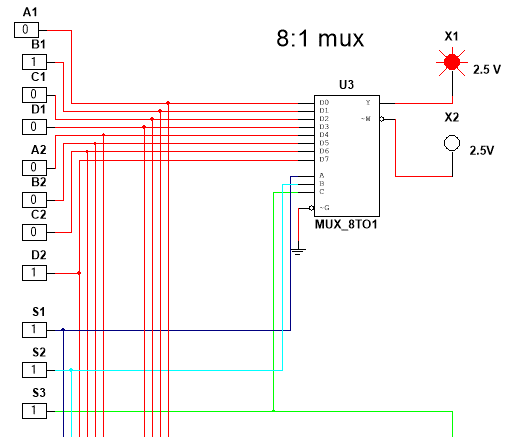 A1
0
8:1 mux
X1
B1
1
2.5 V
C1
0
U3
D1
0
D0
D1
D2
D3
D4
D5
D6
D7
Y
~W
X2
2.5V
A2
0
A
B
C
B2
0
~G
C2
0
MUX_8TO1
D2
1
S1
1
S2
1
S3
1